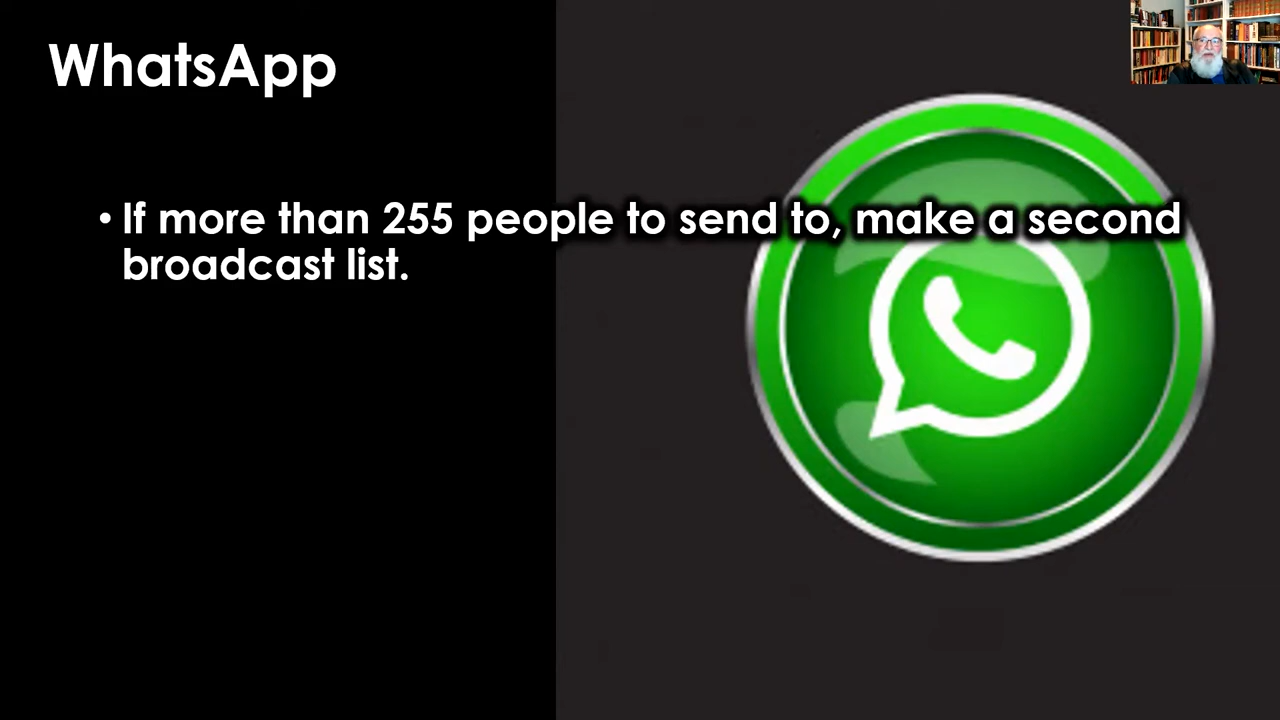 WhatsApp
• If more than 255 people to send to, make a second
broadcast list.